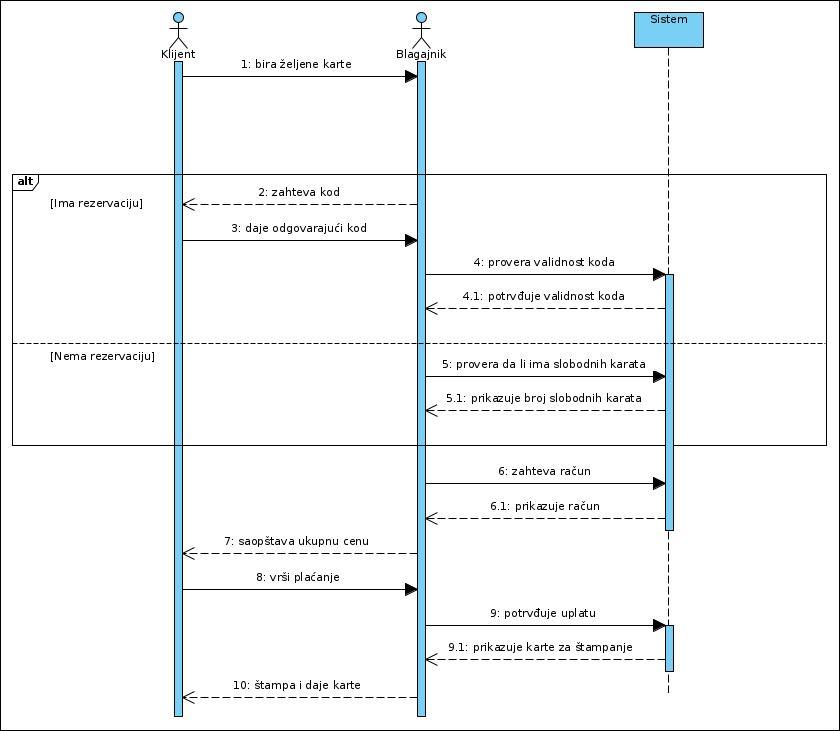 Klijent
Blagajnik
Sistem
1: bira željene karte
alt
2: zahteva kod
[Ima rezervaciju]
3: daje odgovarajući kod
4: provera validnost koda
4.1: potrvđuje validnost koda
[Nema rezervaciju]
5: provera da li ima slobodnih karata
5.1: prikazuje broj slobodnih karata
6: zahteva račun
6.1: prikazuje račun
7: saopštava ukupnu cenu
8: vrši plaćanje
9: potrvđuje uplatu
9.1: prikazuje karte za štampanje
10: štampa i daje karte